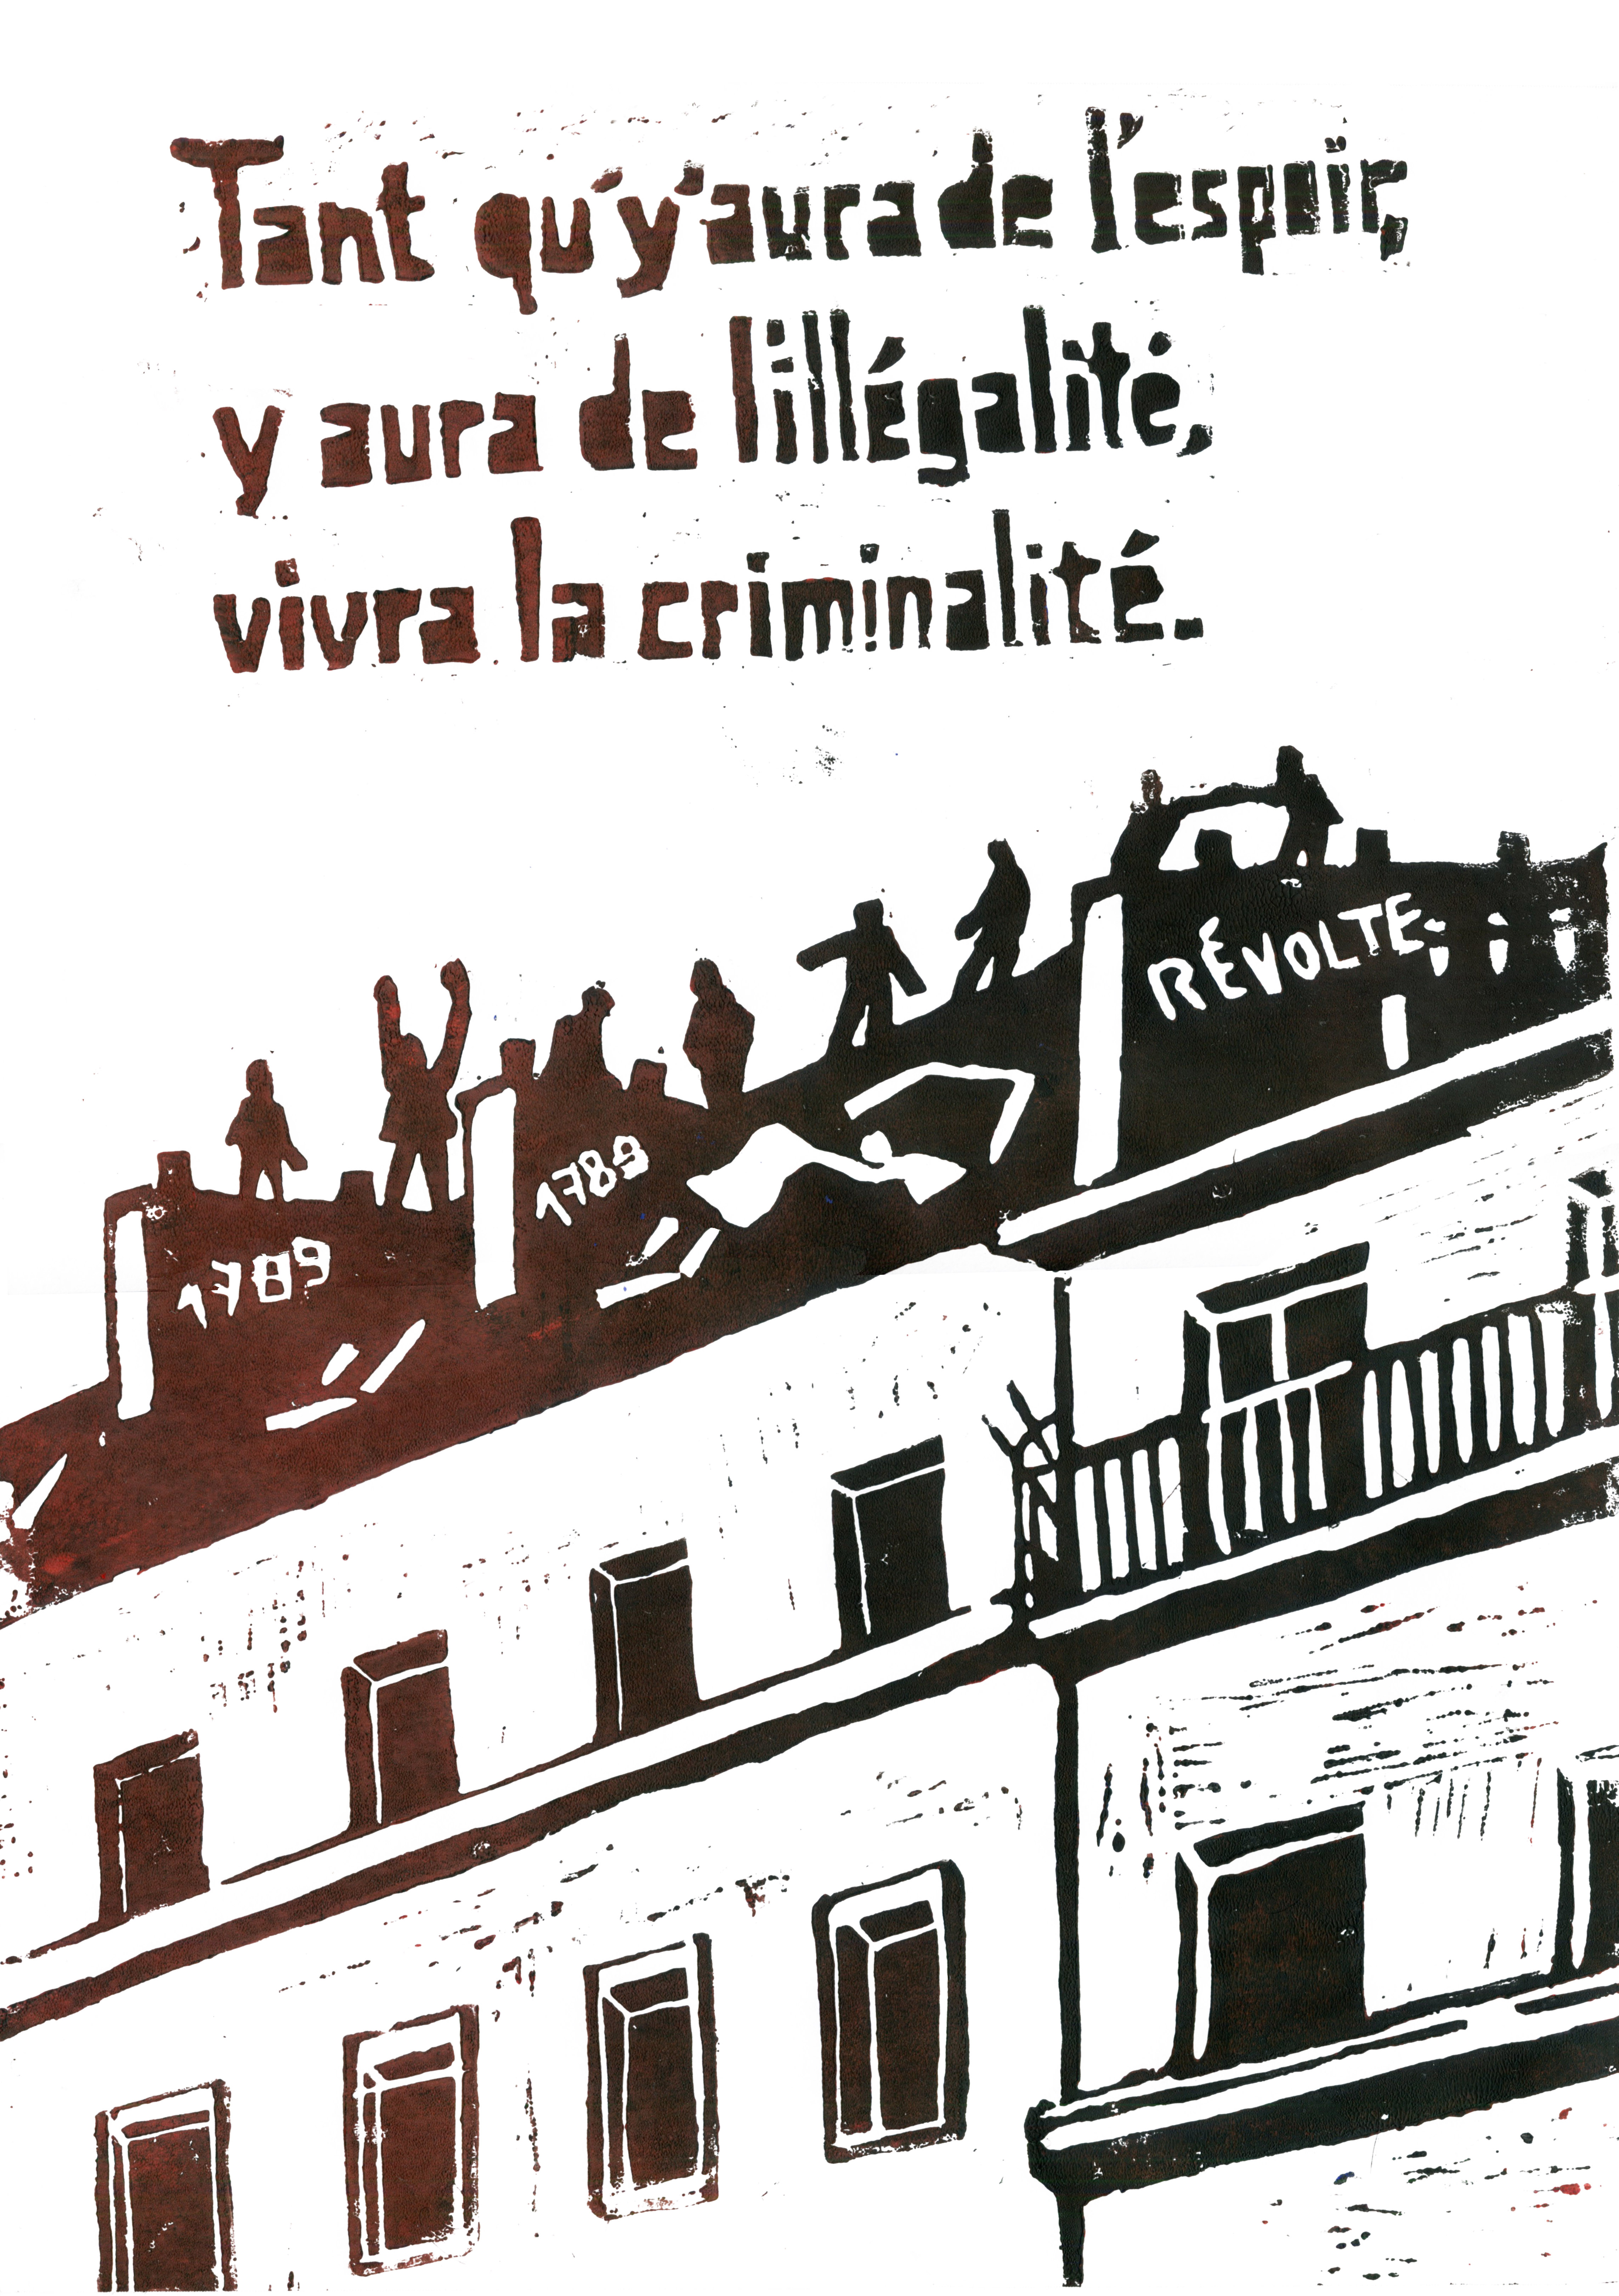 Tant qu'y'aura de l'espoir,
y aura de lillégalité,
vivra la criminalité.
RÉVOLTE
1789
1789